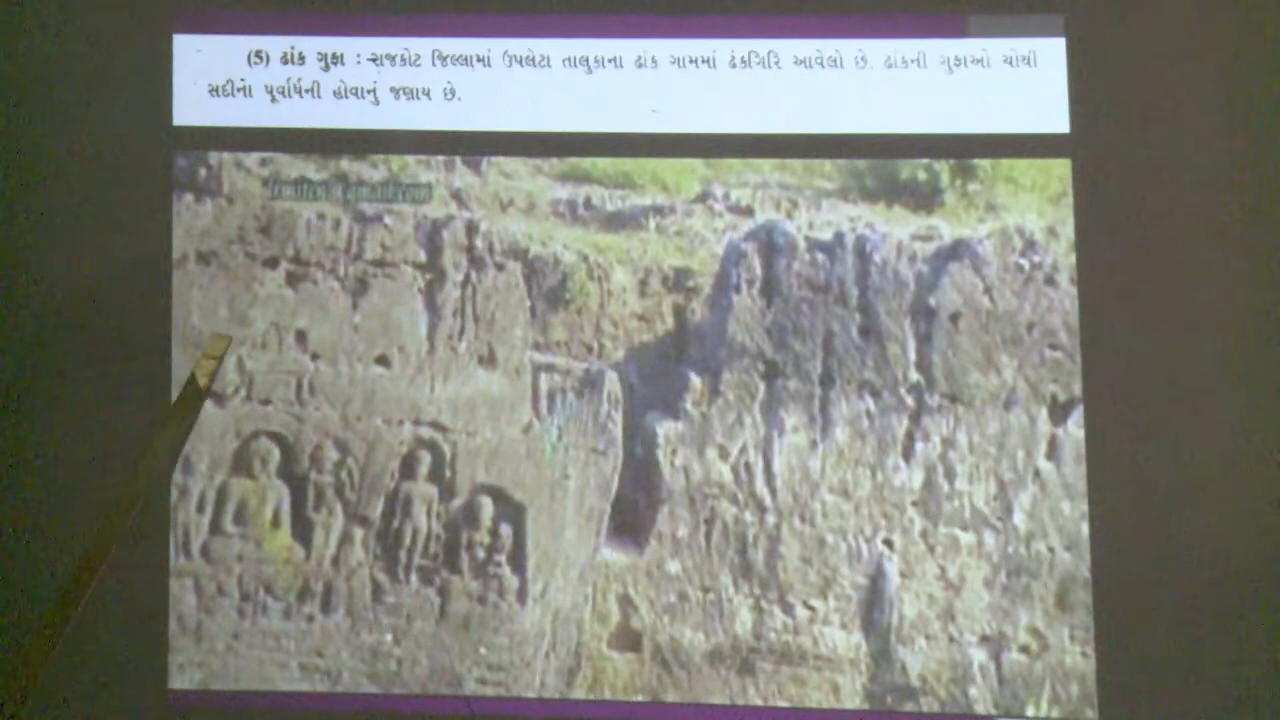 (5) ઢાંક ગુફા : રાજકોટ જિલ્લામાં ઉપલેટા તાલુકાના ઢાંક ગામમાં ઢંકગિરિ આવેલો છે. ઢાંકની ગુફાઓ ચોથી
સદીના પૂર્વાર્ધની હોવાનું જણાય છે.